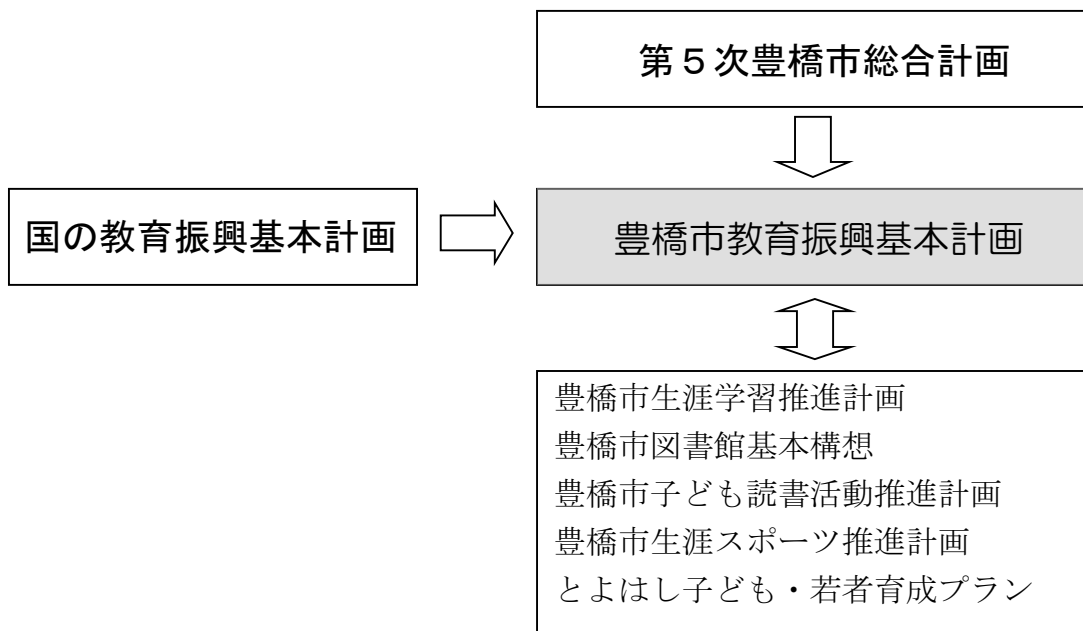 第５次豊橋市総合計画
国の教育振興基本計画
豊橋市教育振興基本計画
豊橋市生涯学習推進計画
豊橋市図書館基本構想
豊橋市子ども読書活動推進計画
豊橋市生涯スポーツ推進計画
とよはし子ども・若者育成プラン